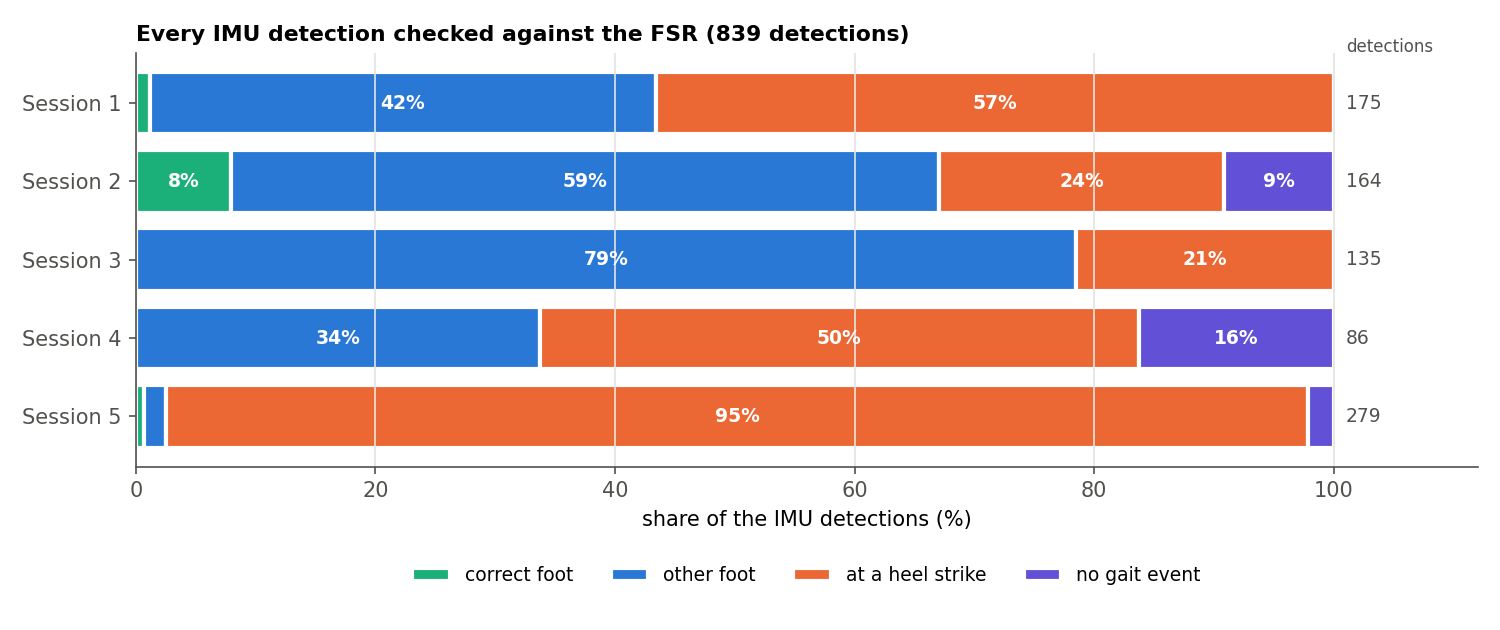 Every IMU detection checked against the FSR (839 detections)
detections
Session 1 42% 57% 175
Session 2 8% 59% 24% 9% 164
Session 3 79% 21% 135
Session 4 34% 50% 16% 86
Session 5 95% 279
0 20 40 60 80 100
share of the IMU detections (%)
correct foot other foot at a heel strike no gait event